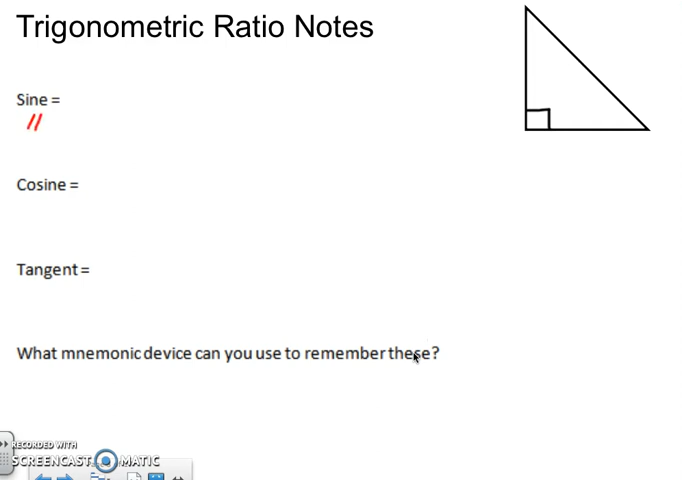 Trigonometric Ratio Notes
Sine =
Cosine =
Tangent =
What mnemonic device can you use to remember these?
RECORDED WITH
SCREENCAST MATIC